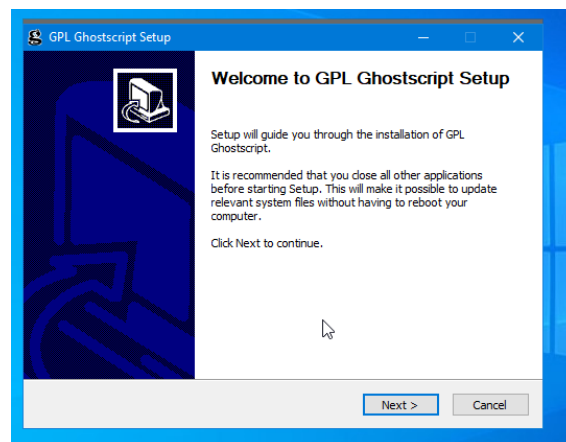 GPL Ghostscript Setup
Welcome to GPL Ghostscript Setup
Setup will guide you through the installation of GPL
Ghostscript.
It is recommended that you close all other applications
before starting Setup. This will make it possible to update
relevant system files without having to reboot your
computer.
Click Next to continue.
Next >
Cancel